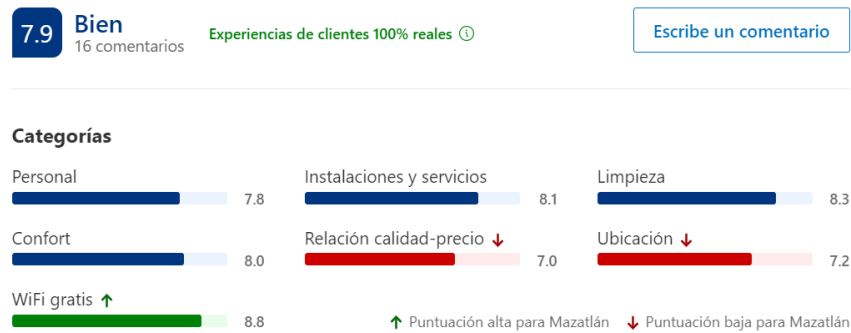 7.9 Bien
16 comentarios
Experiencias de clientes 100% reales
Escribe un comentario
Categorías
Personal 7.8
Instalaciones y servicios 8.1
Limpieza 8.3
Confort 8.0
Relación calidad-precio ↓ 7.0
Ubicación ↓ 7.2
WiFi gratis ↑ 8.8
↑ Puntuación alta para Mazatlán
↓ Puntuación baja para Mazatlán